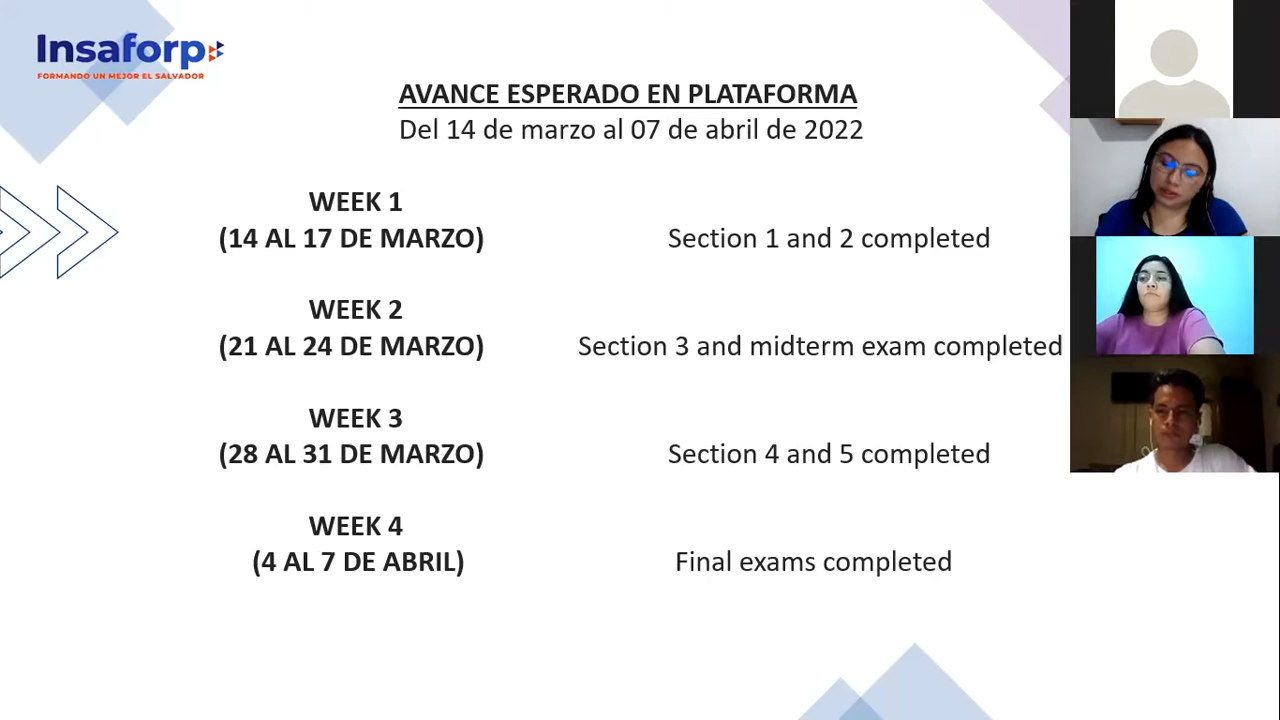 Insaforp
FORMANDO UN MEJOR EL SALVADOR
AVANCE ESPERADO EN PLATAFORMA
Del 14 de marzo al 07 de abril de 2022
WEEK 1
(14 AL 17 DE MARZO) Section 1 and 2 completed
WEEK 2
(21 AL 24 DE MARZO) Section 3 and midterm exam completed
WEEK 3
(28 AL 31 DE MARZO) Section 4 and 5 completed
WEEK 4
(4 AL 7 DE ABRIL) Final exams completed